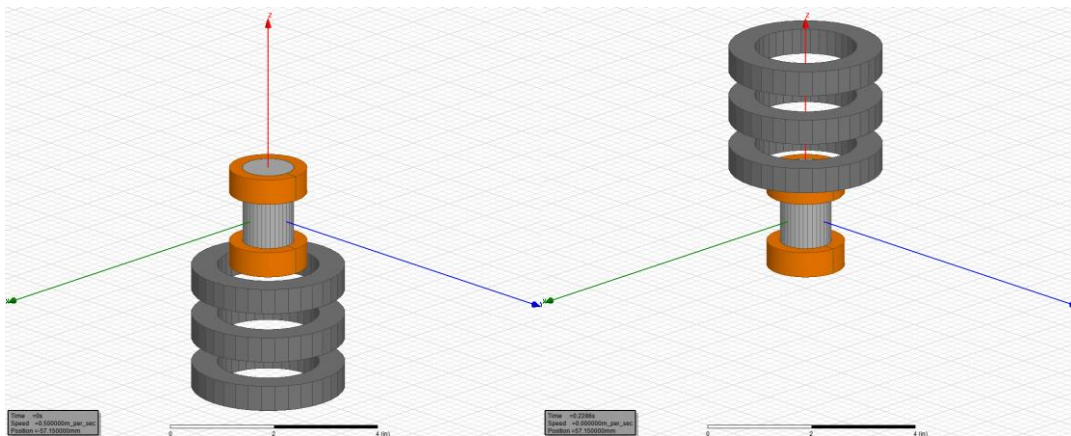 Z
Time =0s
Speed =0.500000m_per_sec
Position =-57.150000mm
0 2 4 (in)
Z
Time =0.2286s
Speed =0.000000m_per_sec
Position =57.150000mm
0 2 4 (in)